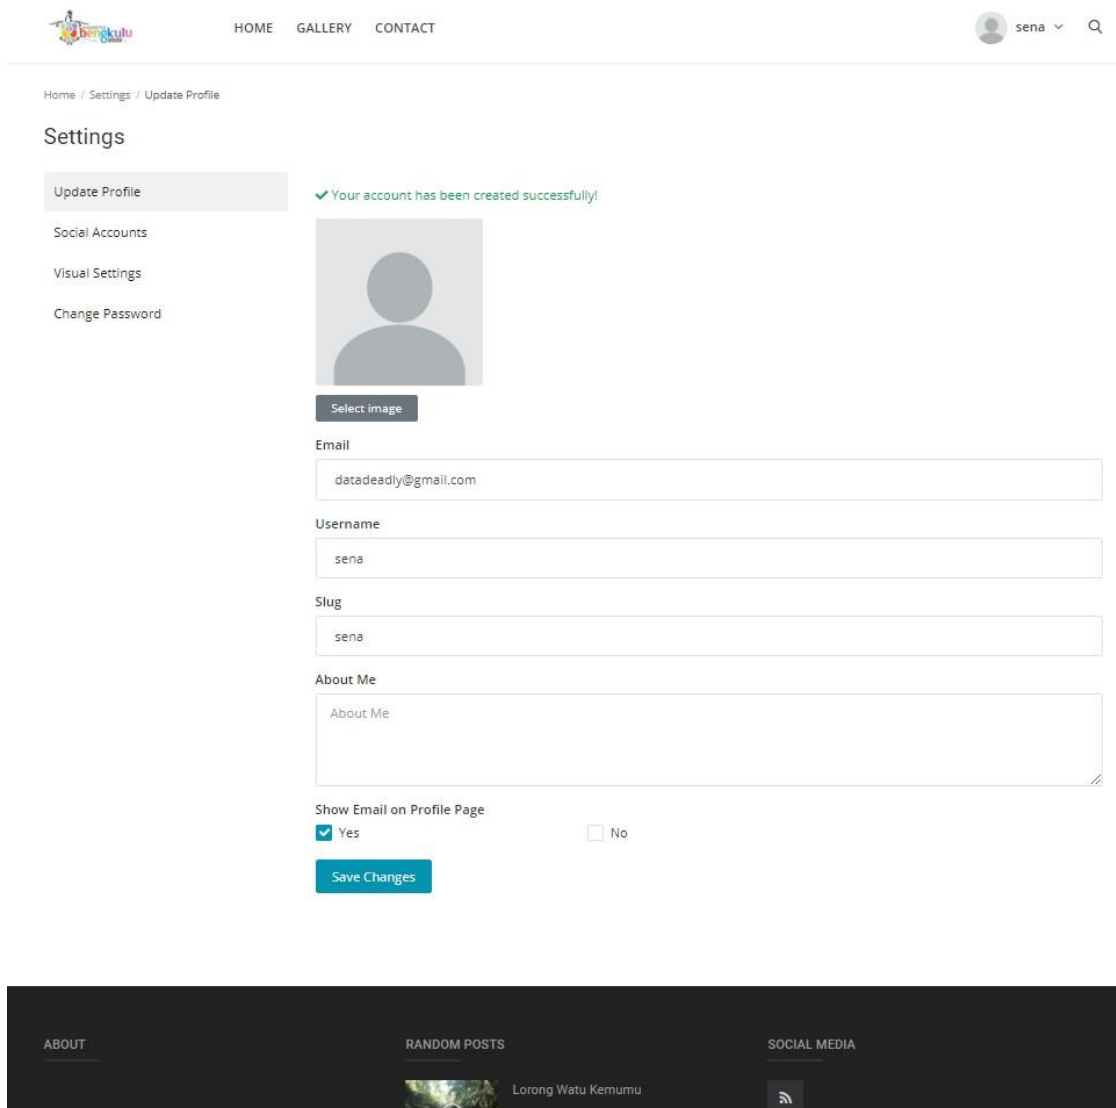 bengkulu
HOME GALLERY CONTACT
sena
Home / Settings / Update Profile
Settings
Update Profile
Social Accounts
Visual Settings
Change Password
Your account has been created successfully!
Select image
Email
datadeadly@gmail.com
Username
sena
Slug
sena
About Me
About Me
Show Email on Profile Page
Yes No
Save Changes
ABOUT
RANDOM POSTS
Lorong Watu Kemumu
SOCIAL MEDIA